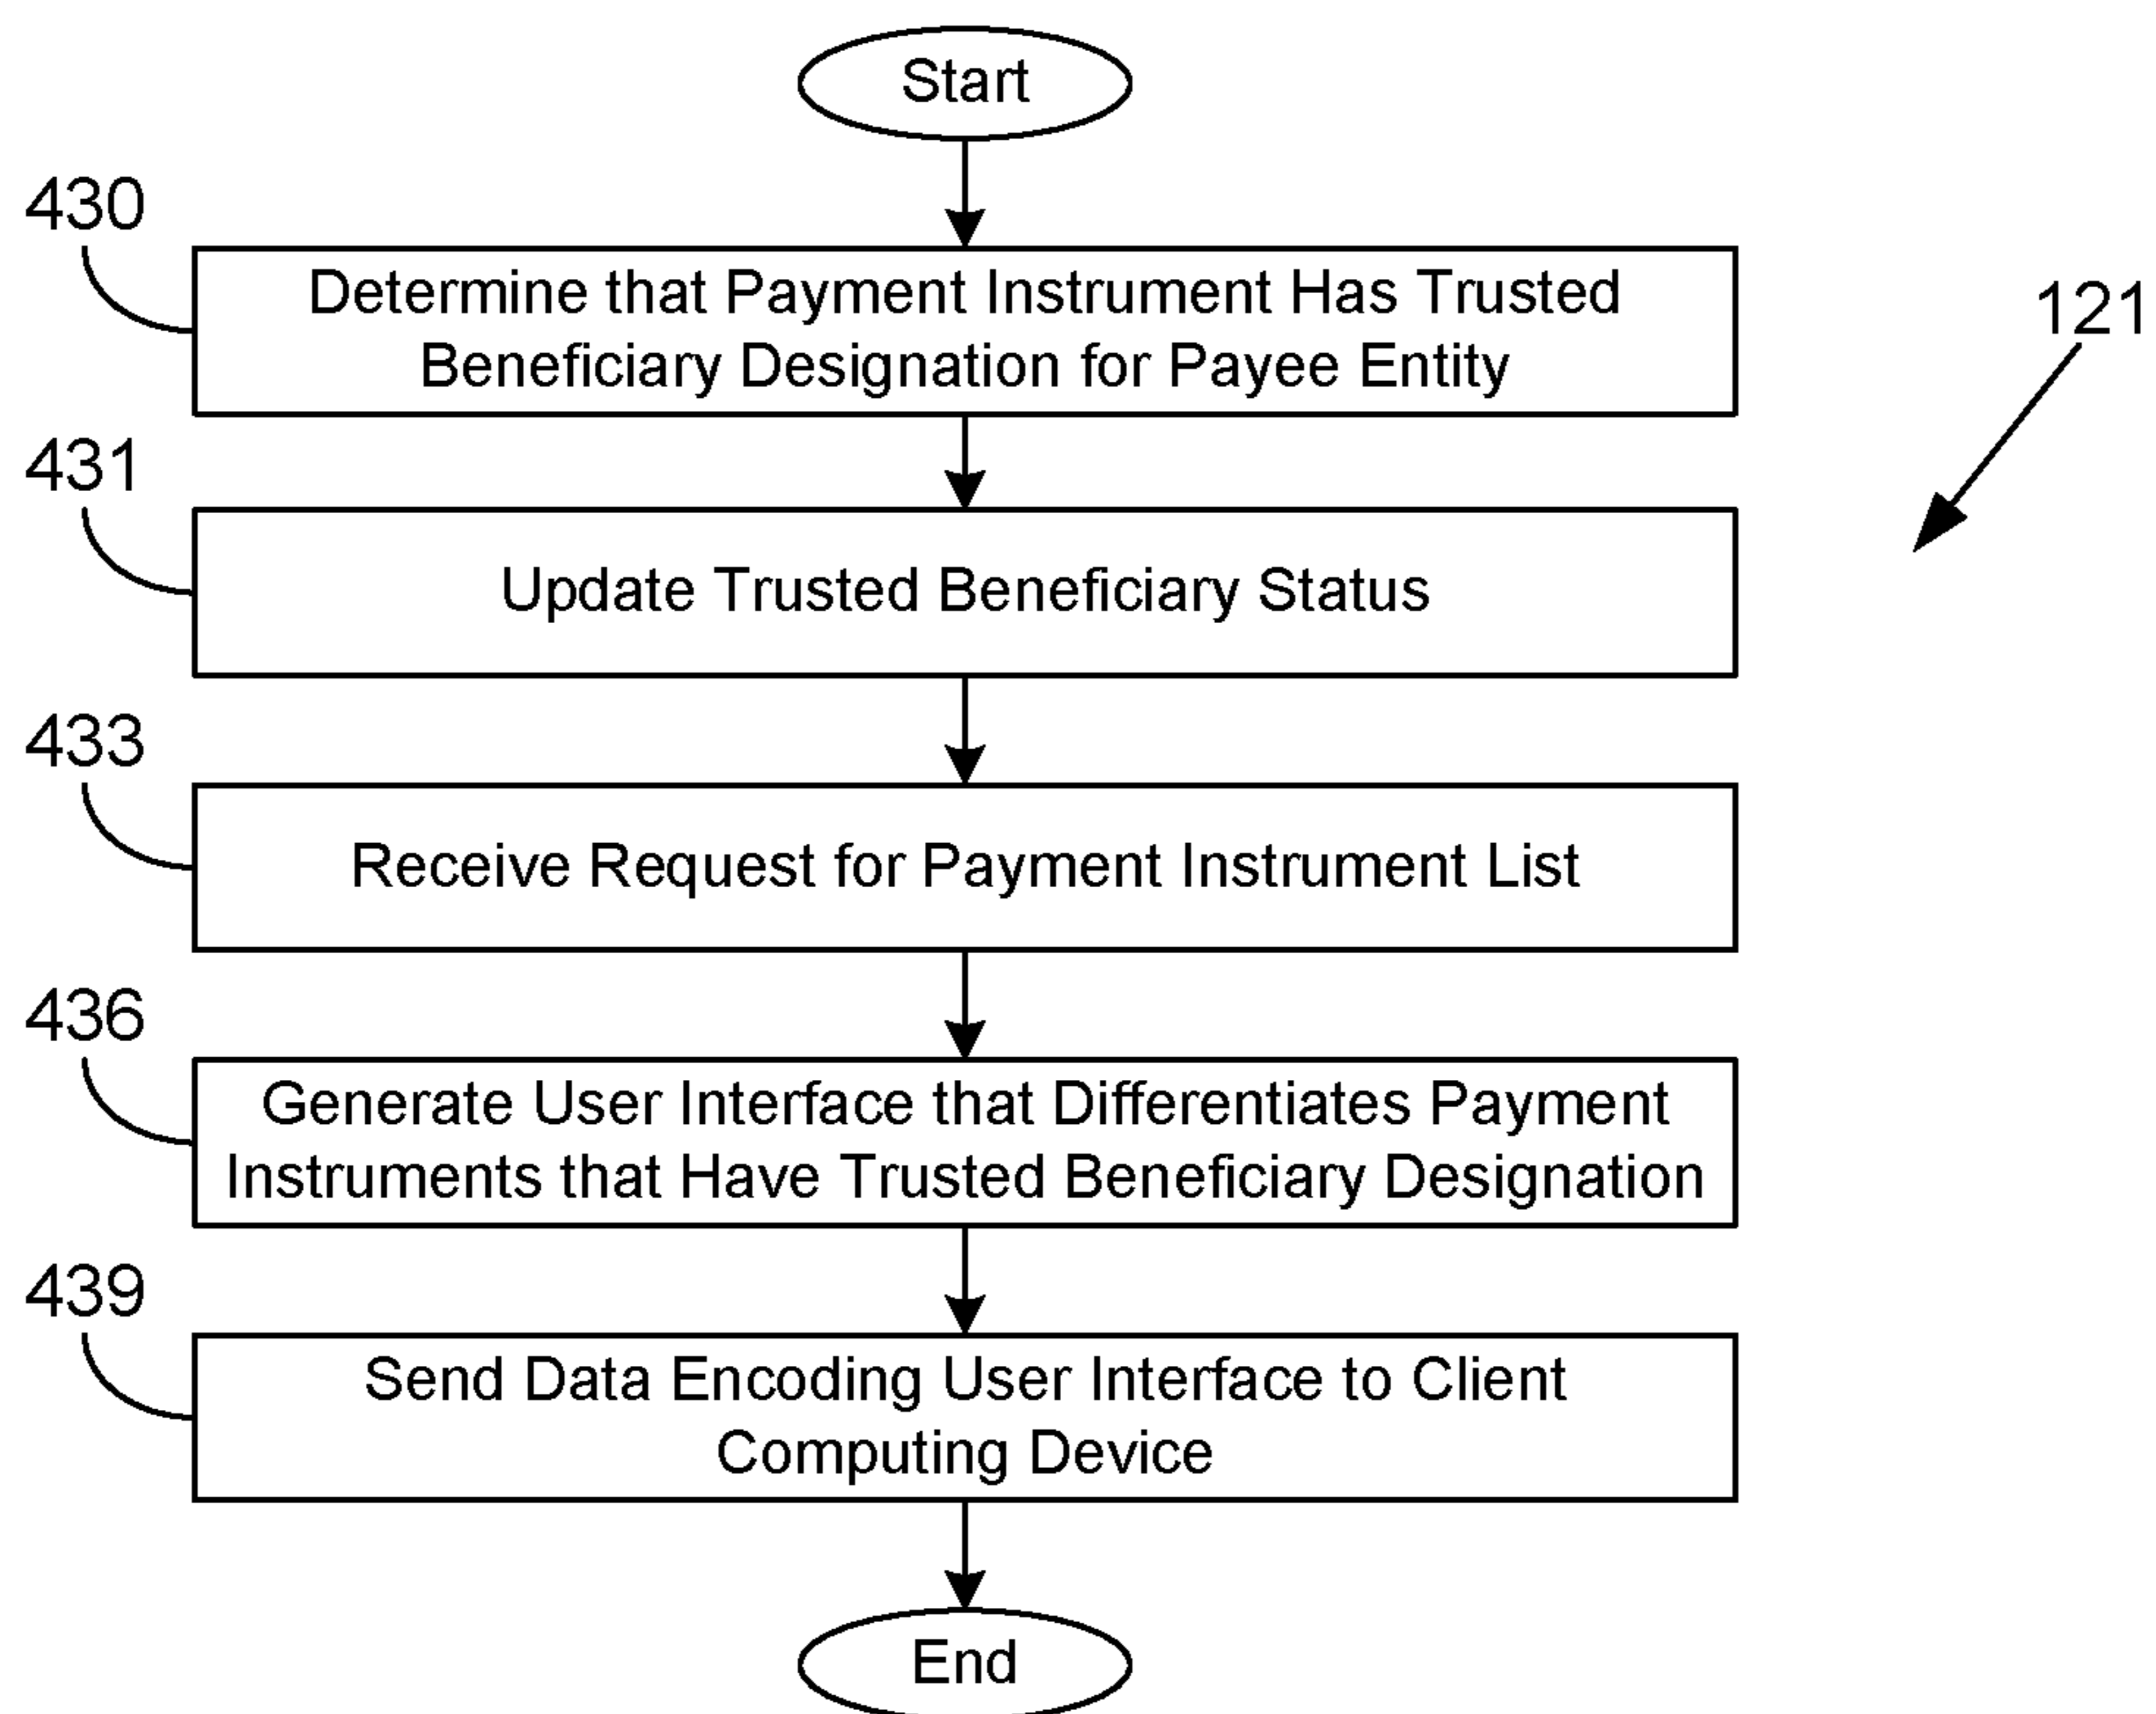 Start
430
Determine that Payment Instrument Has Trusted
Beneficiary Designation for Payee Entity
121
431
Update Trusted Beneficiary Status
433
Receive Request for Payment Instrument List
436
Generate User Interface that Differentiates Payment
Instruments that Have Trusted Beneficiary Designation
439
Send Data Encoding User Interface to Client
Computing Device
End